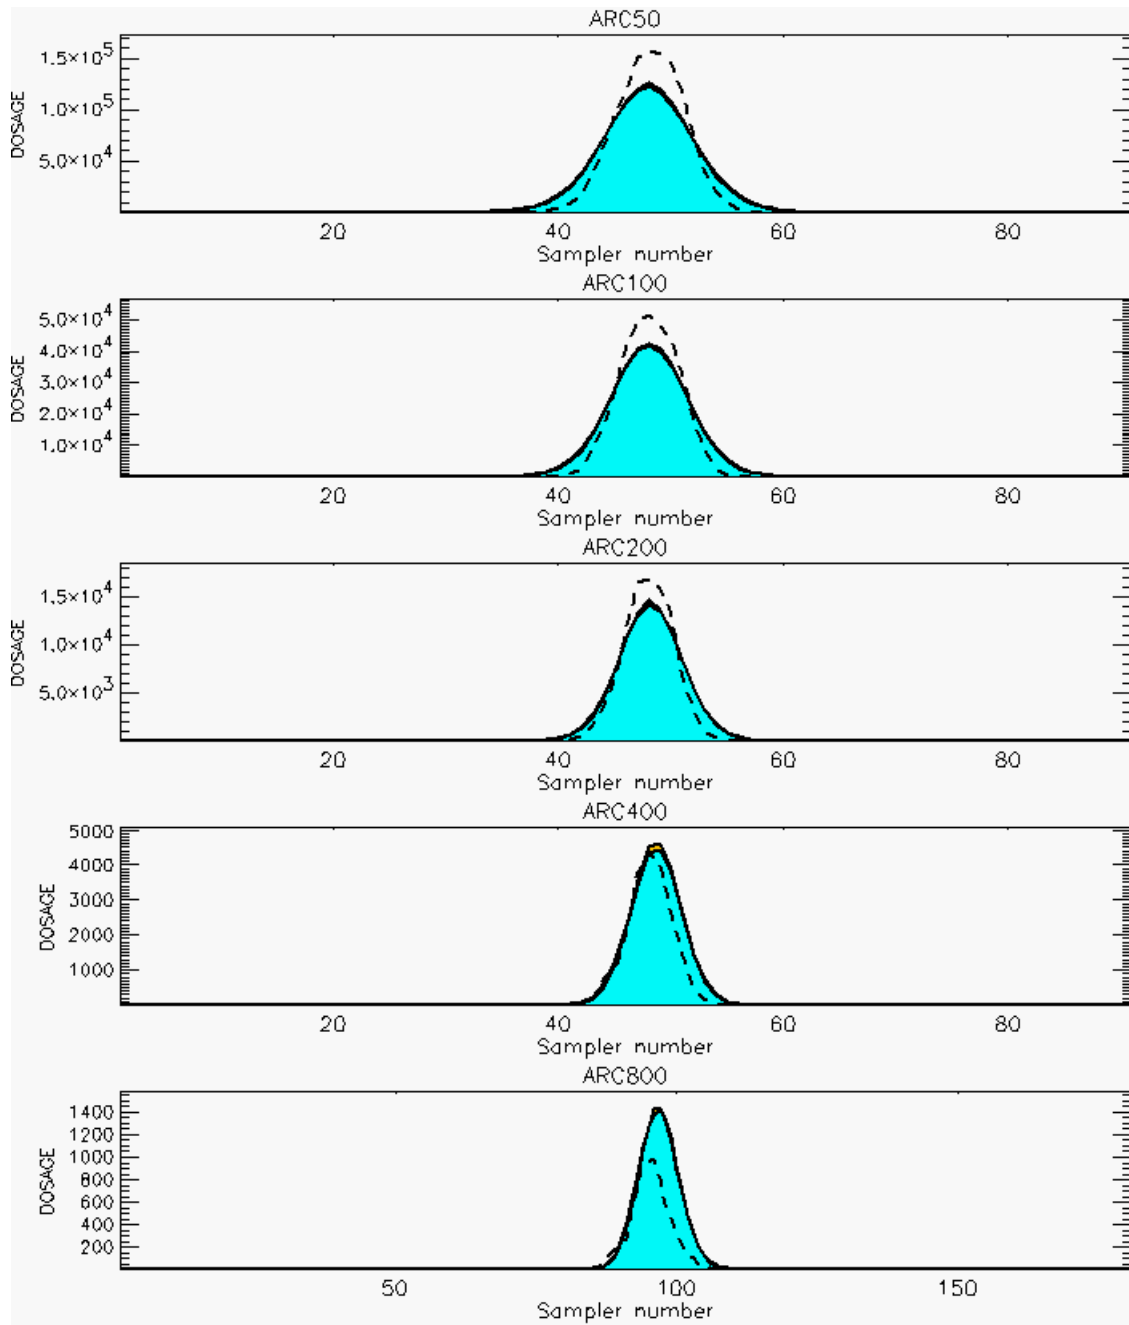 ARC50
1.5×10⁵
1.0×10⁵
5.0×10⁴
DOSAGE
20 40 60 80
Sampler number
ARC100
5.0×10⁴
4.0×10⁴
3.0×10⁴
2.0×10⁴
1.0×10⁴
DOSAGE
20 40 60 80
Sampler number
ARC200
1.5×10⁴
1.0×10⁴
5.0×10³
DOSAGE
20 40 60 80
Sampler number
ARC400
5000
4000
3000
2000
1000
DOSAGE
20 40 60 80
Sampler number
ARC800
1400
1200
1000
800
600
400
200
DOSAGE
50 100 150
Sampler number